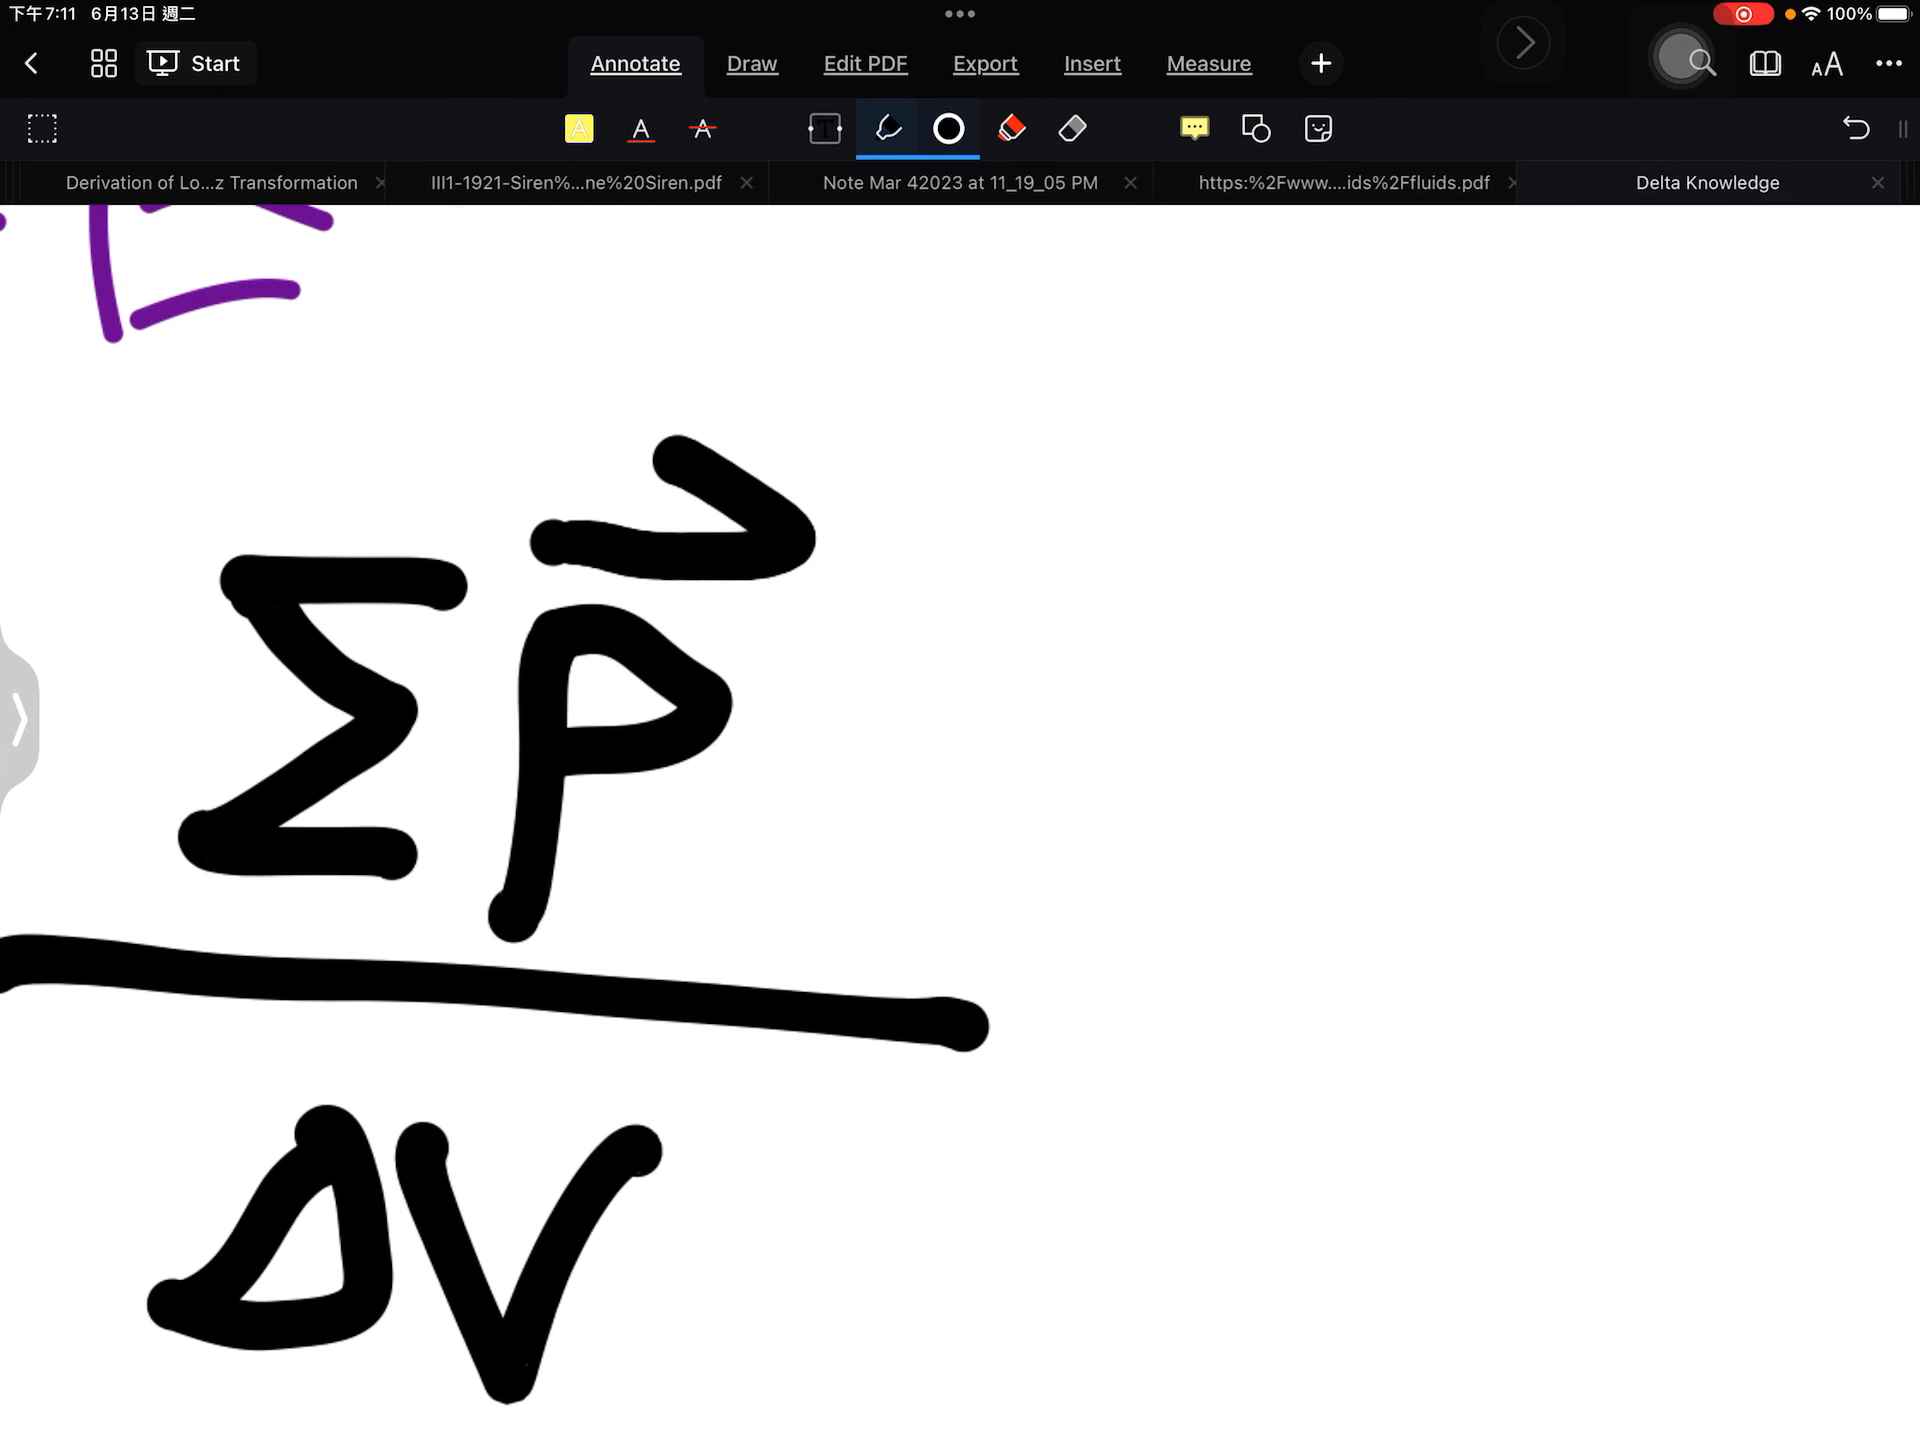 下午7:11 6月13日 週二 100%
Start Annotate Draw Edit PDF Export Insert Measure AA
A A A T
Derivation of Lo...z Transformation III1-1921-Siren%...ne%20Siren.pdf Note Mar 42023 at 11_19_05 PM https:%2Fwww....ids%2Ffluids.pdf Delta Knowledge
Σp⃗
ΔV